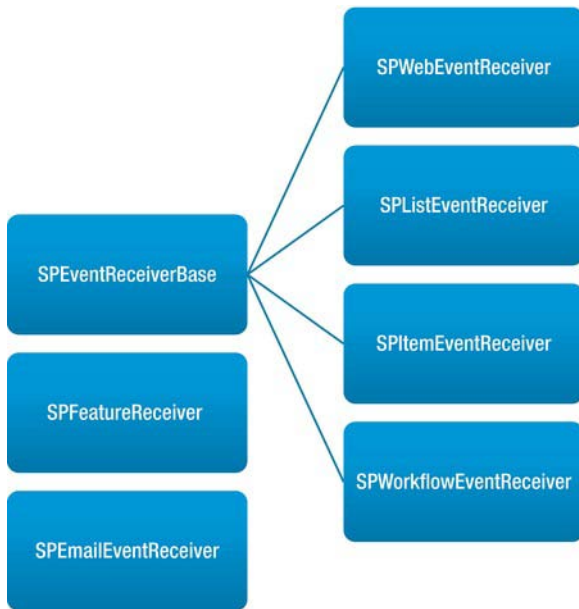 SPEventReceiverBase
SPFeatureReceiver
SPEmailEventReceiver
SPWebEventReceiver
SPListEventReceiver
SPItemEventReceiver
SPWorkflowEventReceiver